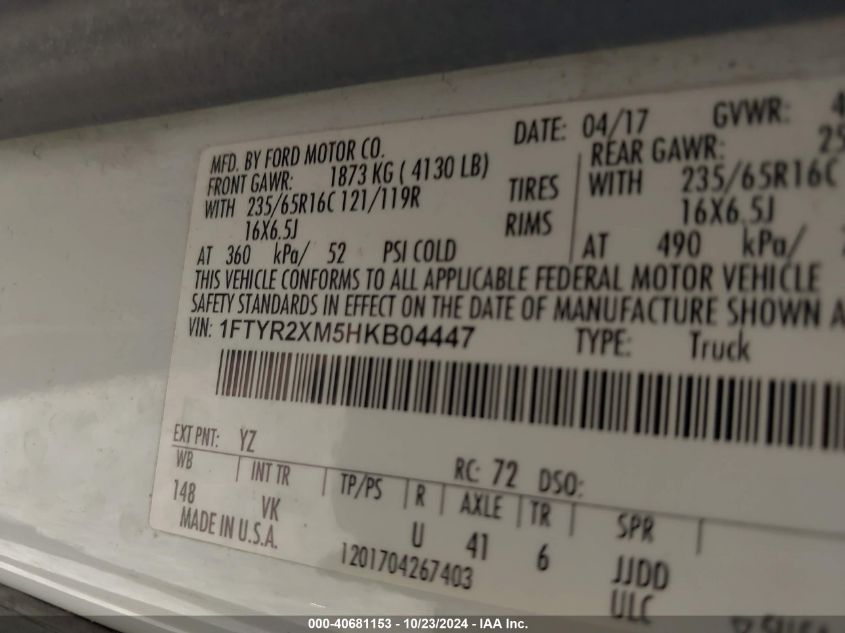 MFD. BY FORD MOTOR CO. DATE: 04/17 GVWR:
FRONT GAWR: 1873 KG ( 4130 LB) REAR GAWR:
WITH 235/65R16C 121/119R TIRES WITH 235/65R16C
16X6.5J RIMS 16X6.5J
AT 360 kPa/ 52 PSI COLD AT 490 kPa/
THIS VEHICLE CONFORMS TO ALL APPLICABLE FEDERAL MOTOR VEHICLE
SAFETY STANDARDS IN EFFECT ON THE DATE OF MANUFACTURE SHOWN
VIN: 1FTYR2XM5HKB04447 TYPE: Truck
EXT PNT: YZ RC: 72 DSO:
WB INT TR TP/PS R AXLE TR SPR
148 VK U 41 6 JJDD
MADE IN U.S.A. 1201704267403 ULC
000-40681153 - 10/23/2024 - IAA Inc.